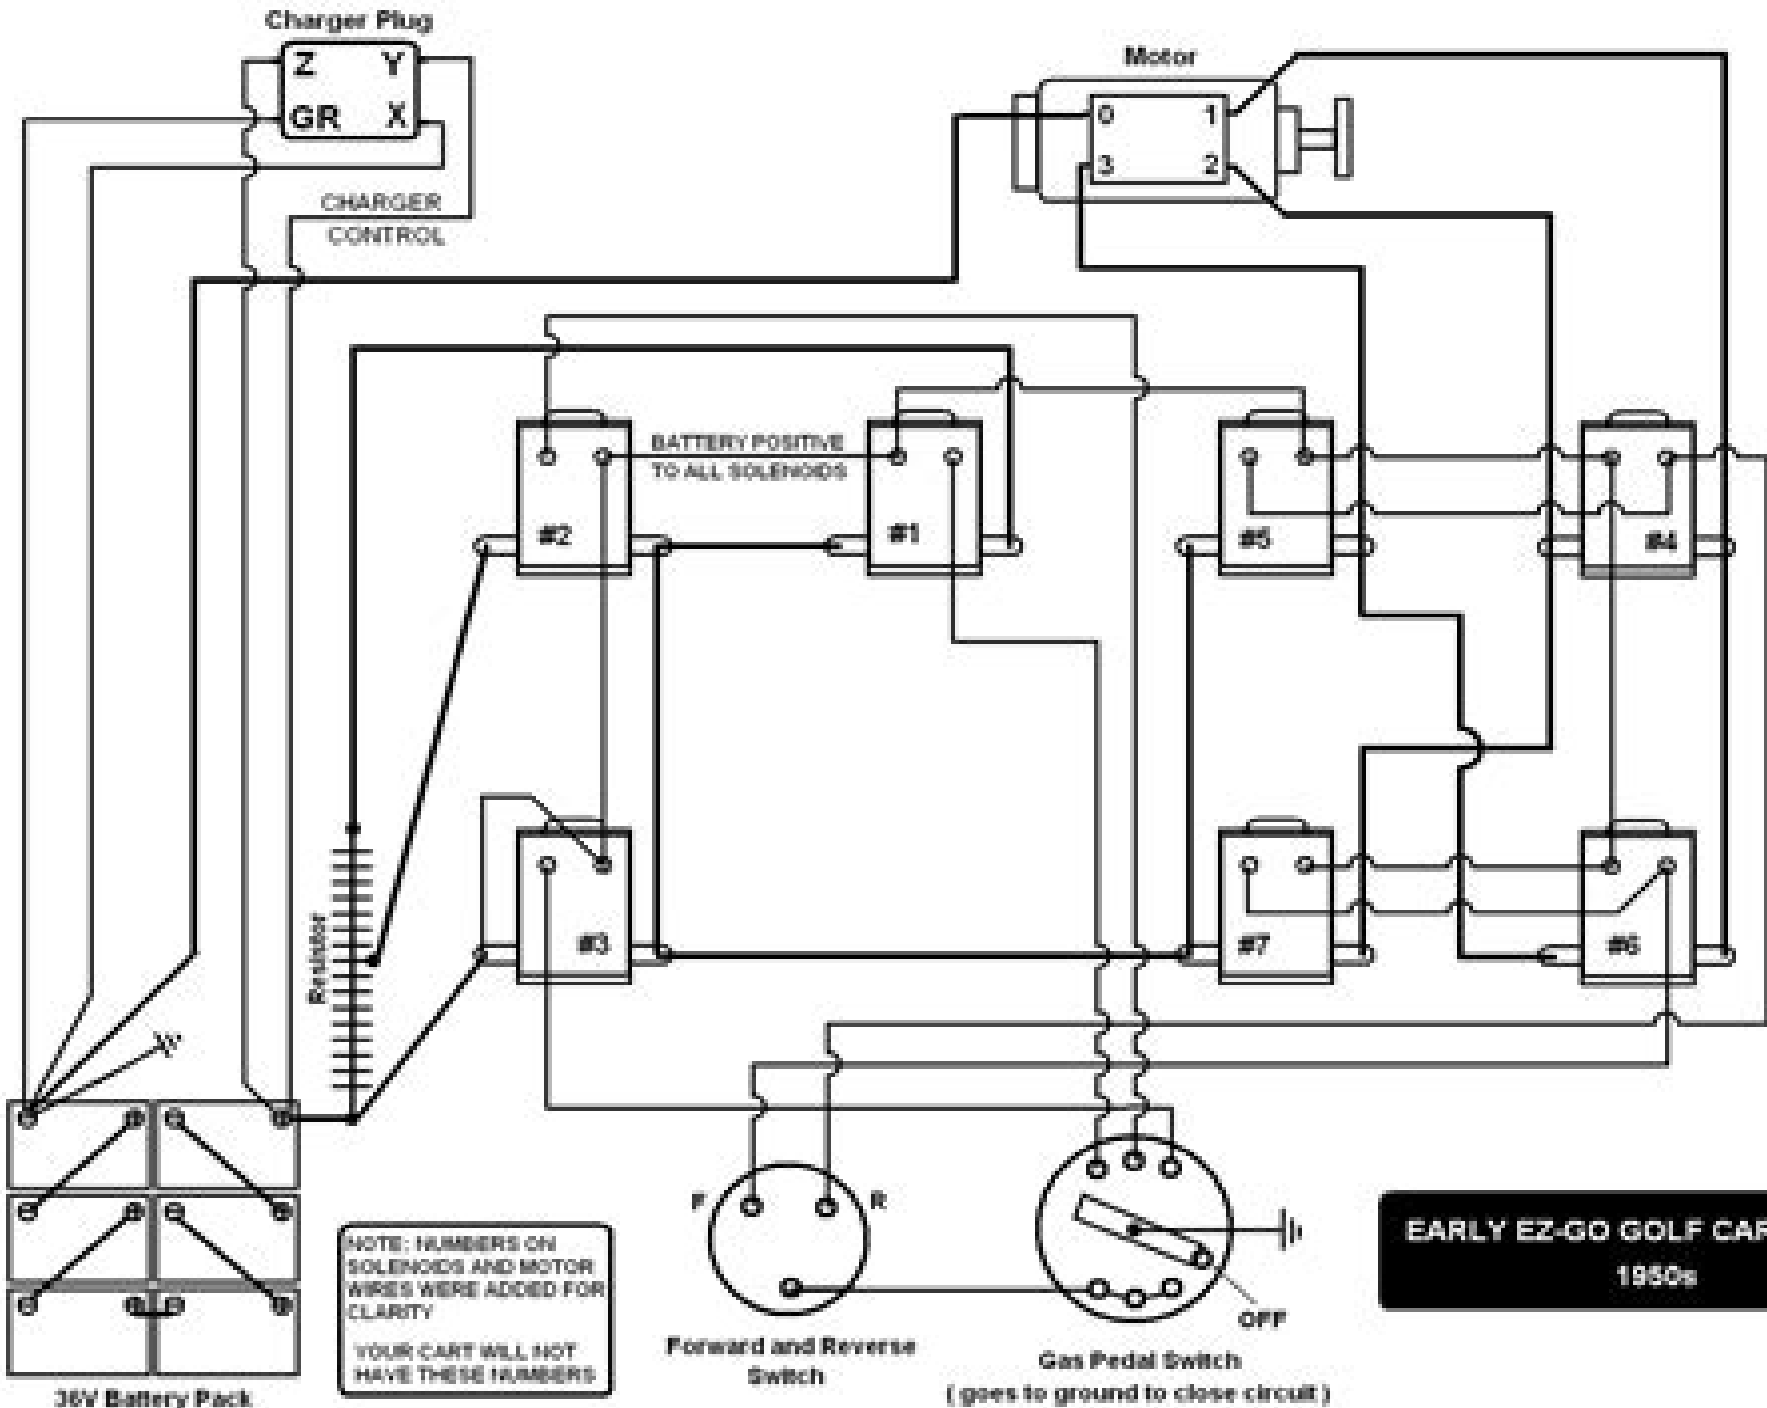 Charger Plug
Z Y
GR X
CHARGER
CONTROL
Motor
0 1
3 2
BATTERY POSITIVE
TO ALL SOLENOIDS
#2
#1
#5
#4
#3
#7
#6
Resistor
36V Battery Pack
NOTE: NUMBERS ON
SOLENOIDS AND MOTOR
WIRES WERE ADDED FOR
CLARITY
YOUR CART WILL NOT
HAVE THESE NUMBERS
F R
Forward and Reverse
Switch
OFF
Gas Pedal Switch
( goes to ground to close circuit )
EARLY EZ-GO GOLF CAR
1950s